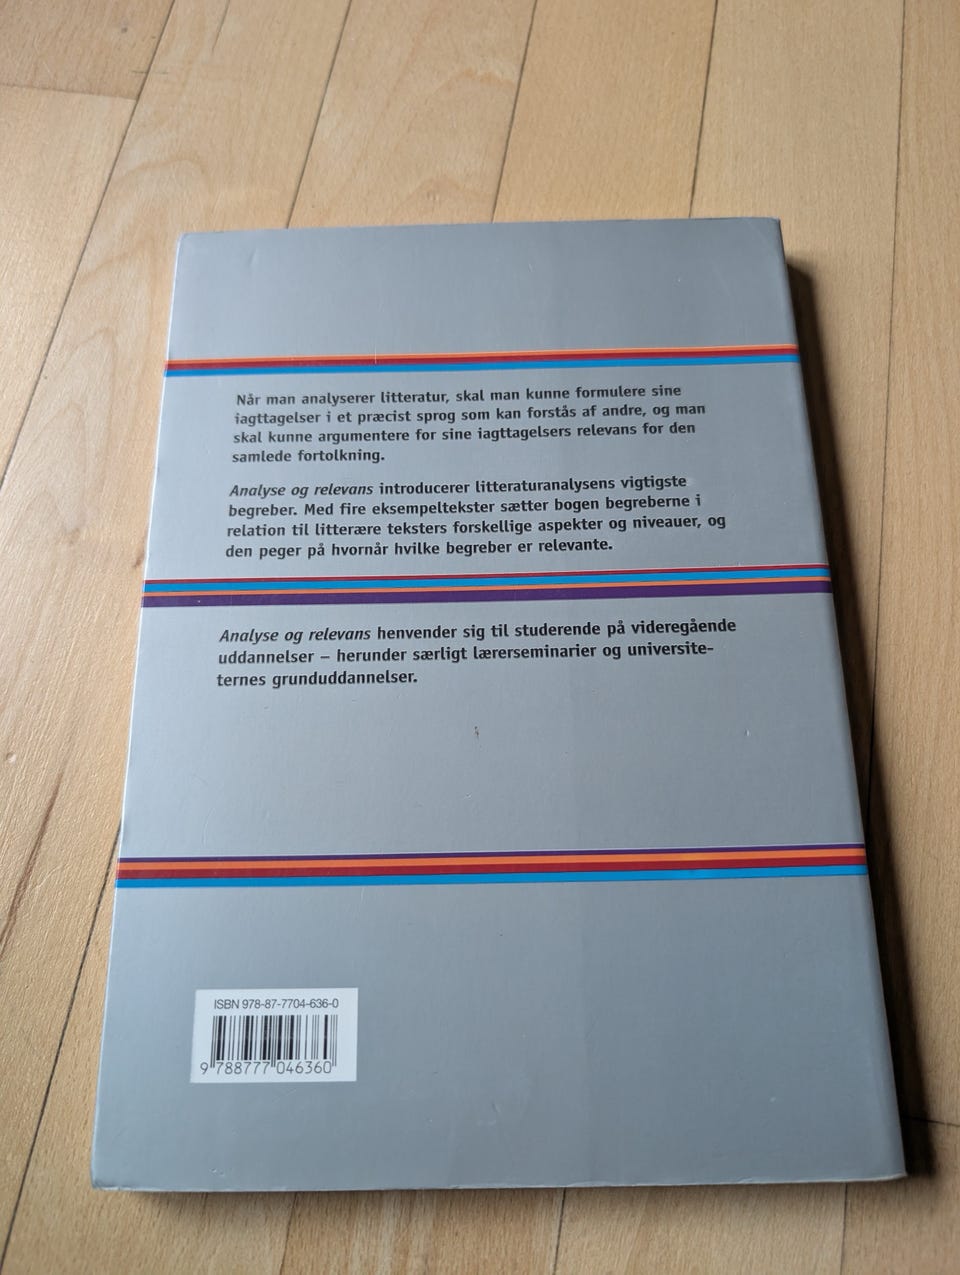 Når man analyserer litteratur, skal man kunne formulere sine
iagttagelser i et præcist sprog som kan forstås af andre, og man
skal kunne argumentere for sine iagttagelsers relevans for den
samlede fortolkning.
Analyse og relevans introducerer litteraturanalysens vigtigste
begreber. Med fire eksempeltekster sætter bogen begreberne i
relation til litterære teksters forskellige aspekter og niveauer, og
den peger på hvornår hvilke begreber er relevante.
Analyse og relevans henvender sig til studerende på videregående
uddannelser – herunder særligt lærerseminarier og universite-
ternes grunduddannelser.
ISBN 978-87-7704-636-0
9 788777 046360